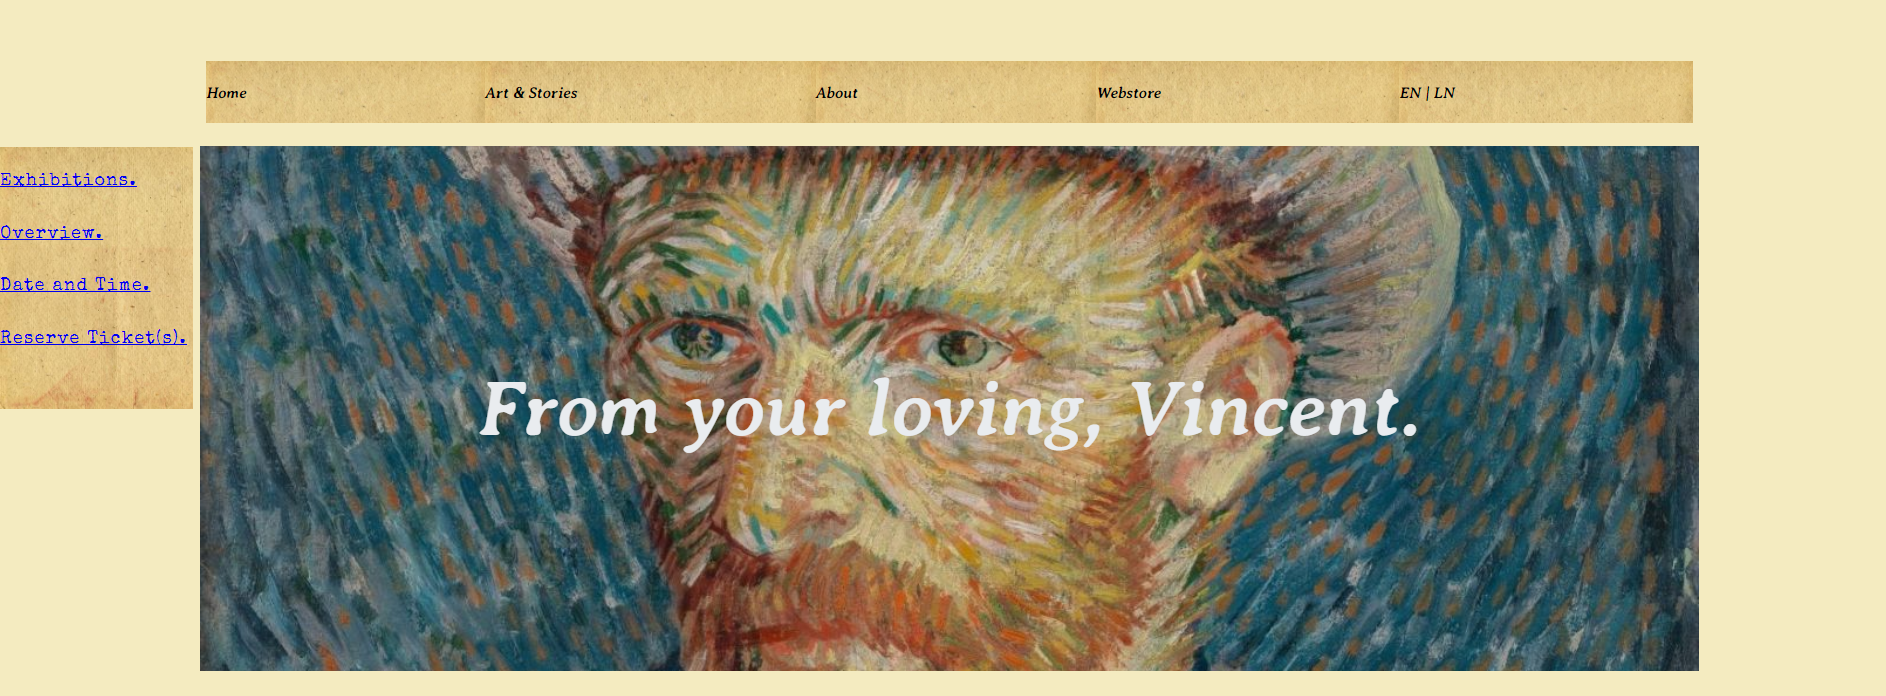 Home Art & Stories About Webstore EN | LN
Exhibitions.
Overview.
Date and Time.
Reserve Ticket(s).
From your loving, Vincent.